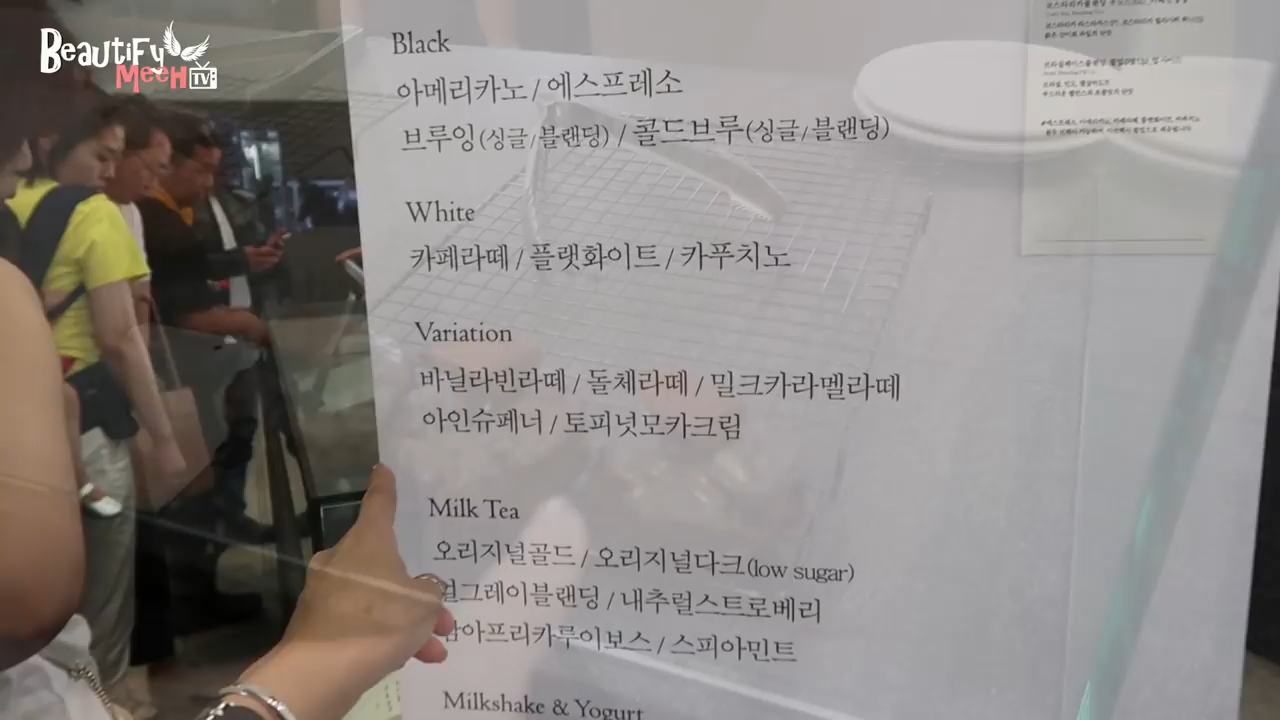 BeautiFy
MeeH TV
Black
아메리카노 / 에스프레소
브루잉(싱글/블랜딩) / 콜드브루(싱글/블랜딩)
White
카페라떼 / 플랫화이트 / 카푸치노
Variation
바닐라빈라떼 / 돌체라떼 / 밀크카라멜라떼
아인슈페너 / 토피넛모카크림
Milk Tea
오리지널골드 / 오리지널다크(low sugar)
얼그레이블랜딩 / 내추럴스트로베리
/ 스피아민트
Milkshake & Yogurt